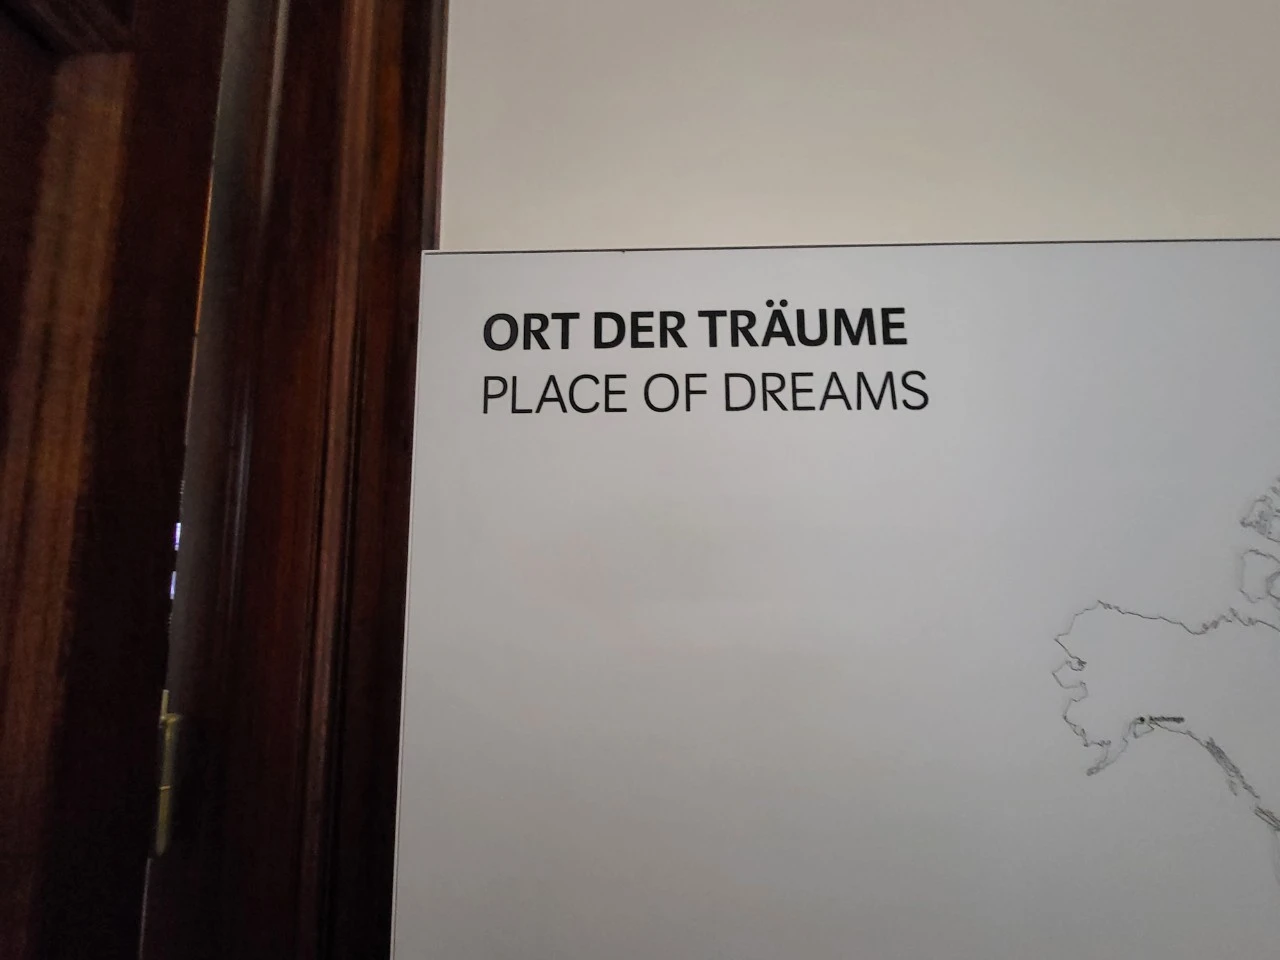 ORT DER TRÄUME
PLACE OF DREAMS